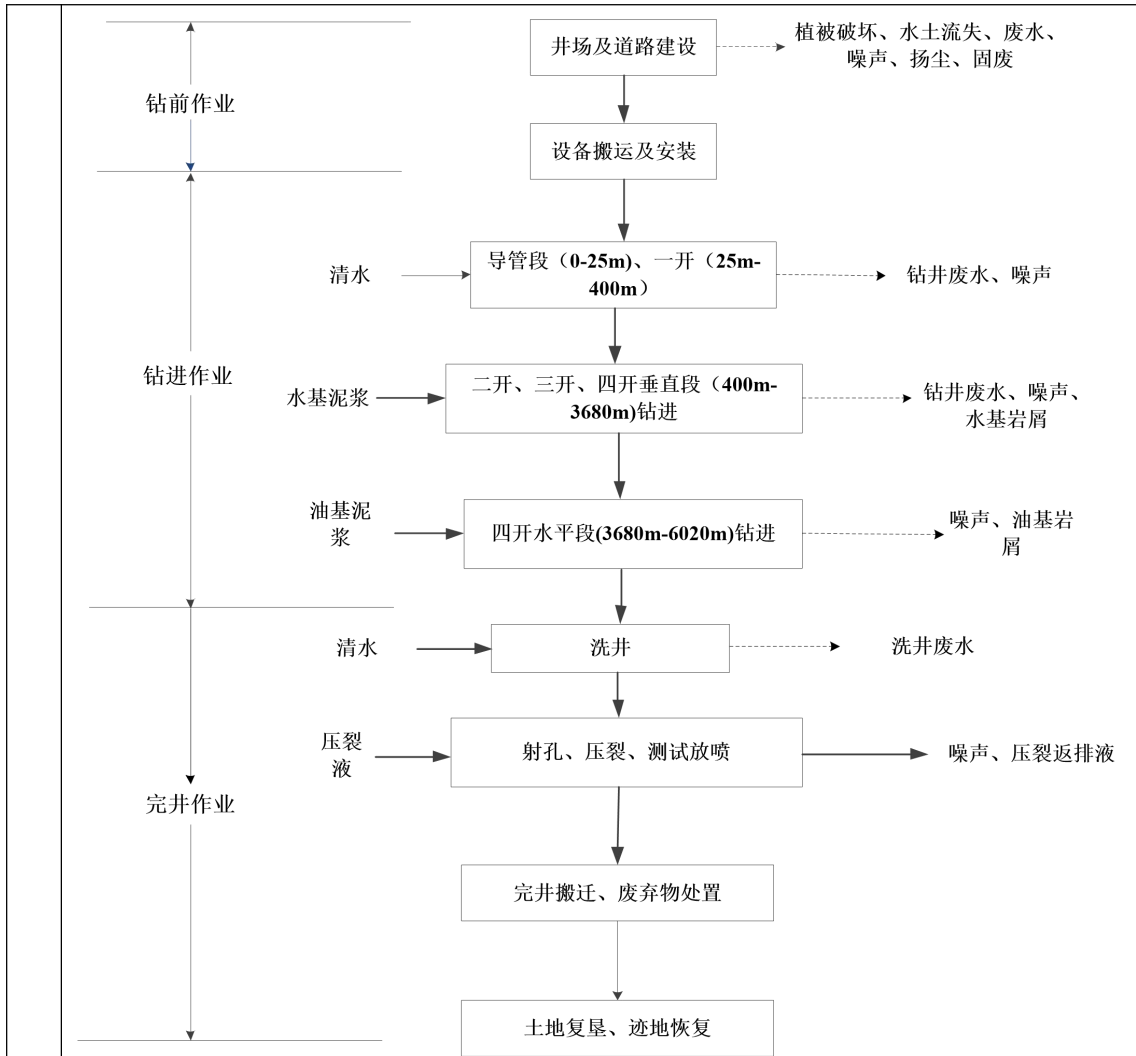 井场及道路建设
植被破坏、水土流失、废水、
噪声、扬尘、固废
钻前作业
设备搬运及安装
清水
导管段（0-25m)、一开（25m-
400m）
钻井废水、噪声
钻进作业
水基泥浆
二开、三开、四开垂直段（400m-
3680m)钻进
钻井废水、噪声、
水基岩屑
油基泥
浆
四开水平段(3680m-6020m)钻进
噪声、油基岩
屑
清水
洗井
洗井废水
压裂
液
射孔、压裂、测试放喷
噪声、压裂返排液
完井作业
完井搬迁、废弃物处置
土地复垦、迹地恢复